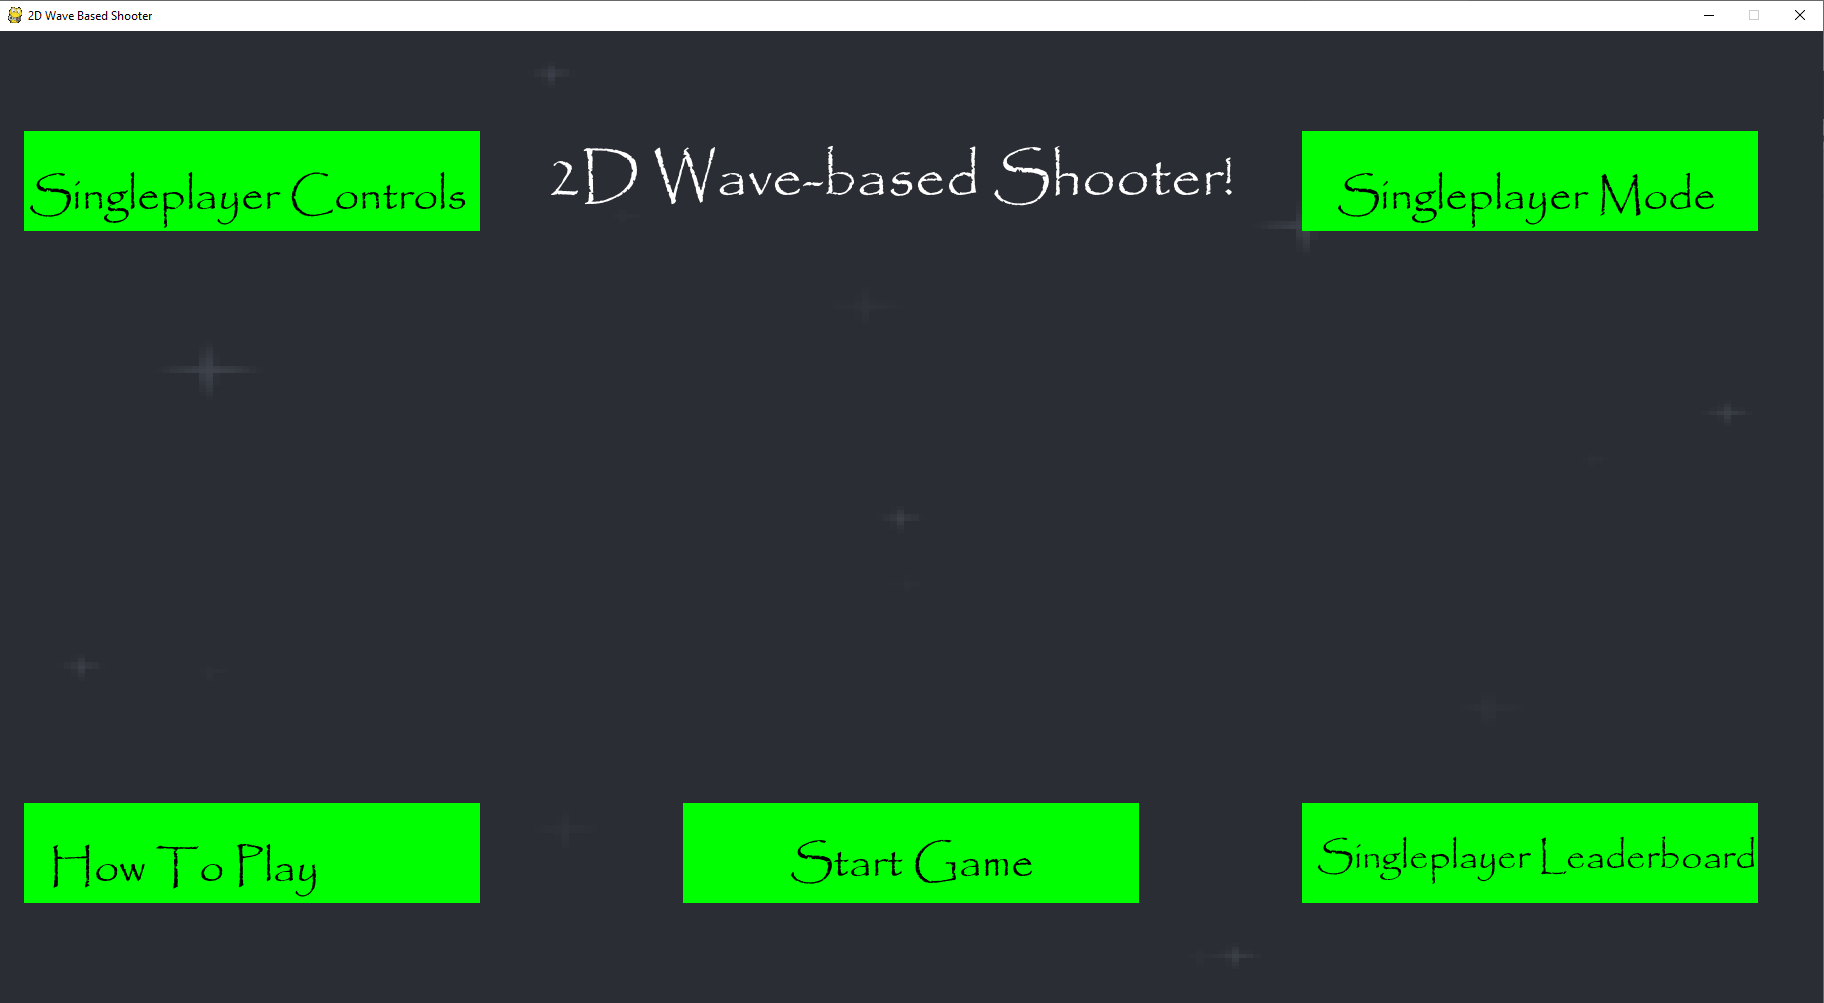 2D Wave Based Shooter
Singleplayer Controls
2D Wave-based Shooter!
Singleplayer Mode
How To Play
Start Game
Singleplayer Leaderboard